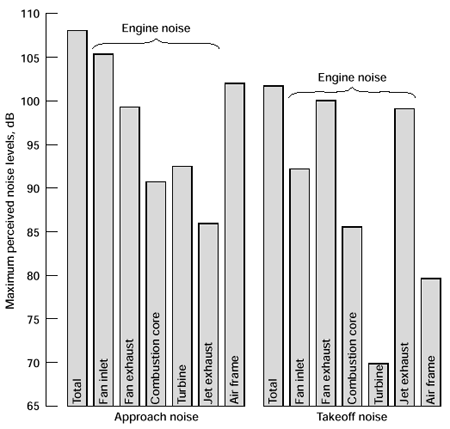 110
105
100
95
90
85
80
75
70
65
Maximum perceived noise levels, dB
Engine noise
Engine noise
Total
Fan inlet
Fan exhaust
Combustion core
Turbine
Jet exhaust
Air frame
Total
Fan inlet
Fan exhaust
Combustion core
Turbine
Jet exhaust
Air frame
Approach noise
Takeoff noise